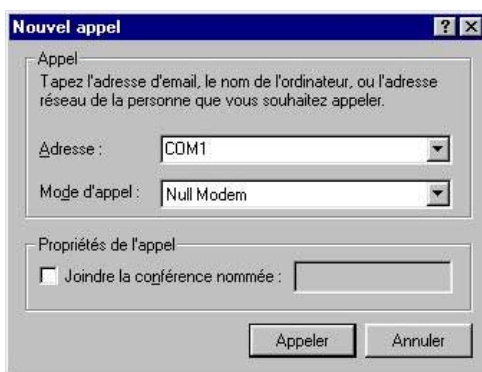 Nouvel appel
Appel
Tapez l'adresse d'email, le nom de l'ordinateur, ou l'adresse
réseau de la personne que vous souhaitez appeler.
Adresse : COM1
Mode d'appel : Null Modem
Propriétés de l'appel
Joindre la conférence nommée :
Appeler Annuler